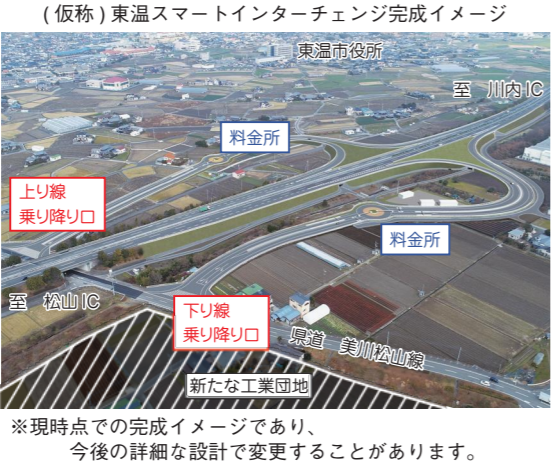 (仮称)東温スマートインターチェンジ完成イメージ
東温市役所
至 川内IC
料金所
上り線
乗り降り口
料金所
至 松山IC
下り線
乗り降り口
県道 美川松山線
新たな工業団地
※現時点での完成イメージであり、
今後の詳細な設計で変更することがあります。